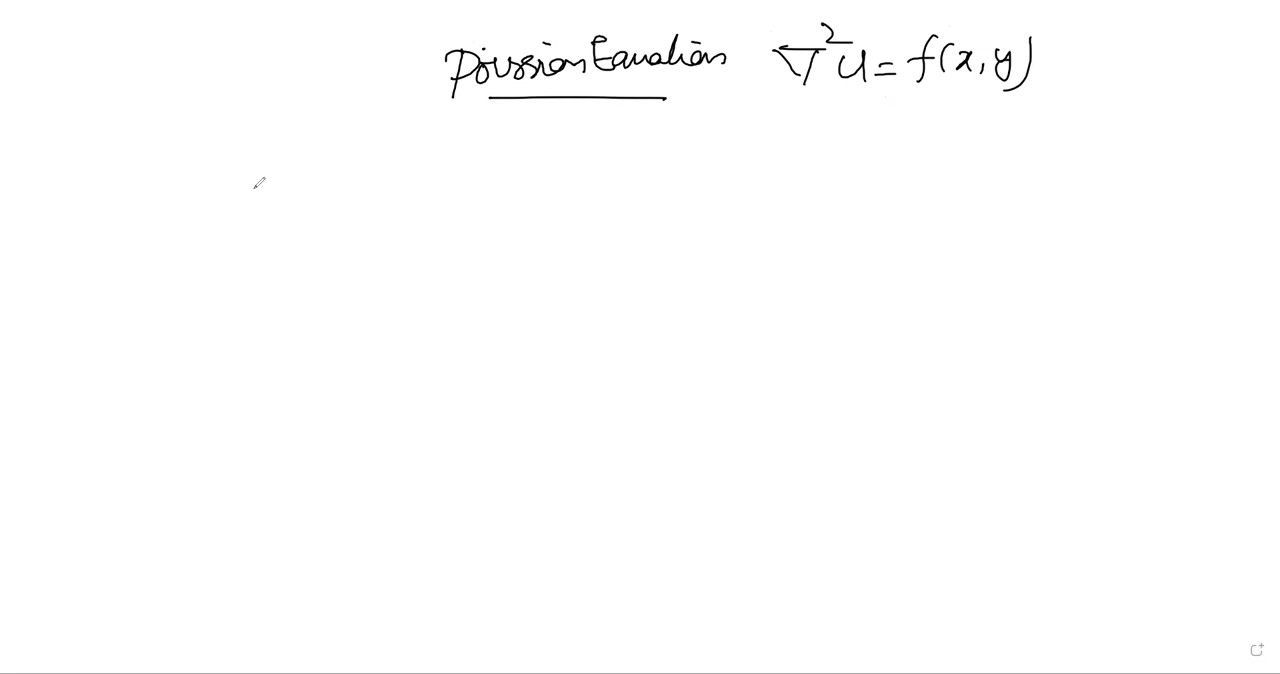 Poission Equation ∇²u = f(x,y)